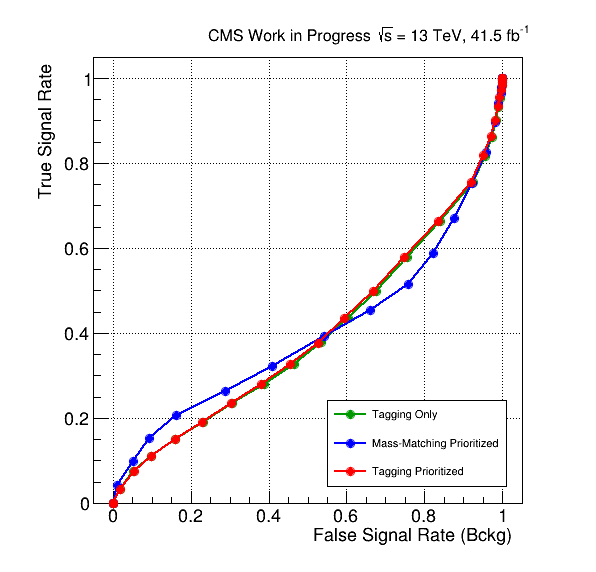 CMS Work in Progress √s = 13 TeV, 41.5 fb⁻¹
True Signal Rate
1
0.8
0.6
0.4
0.2
0
Tagging Only
Mass-Matching Prioritized
Tagging Prioritized
0 0.2 0.4 0.6 0.8 1
False Signal Rate (Bckg)